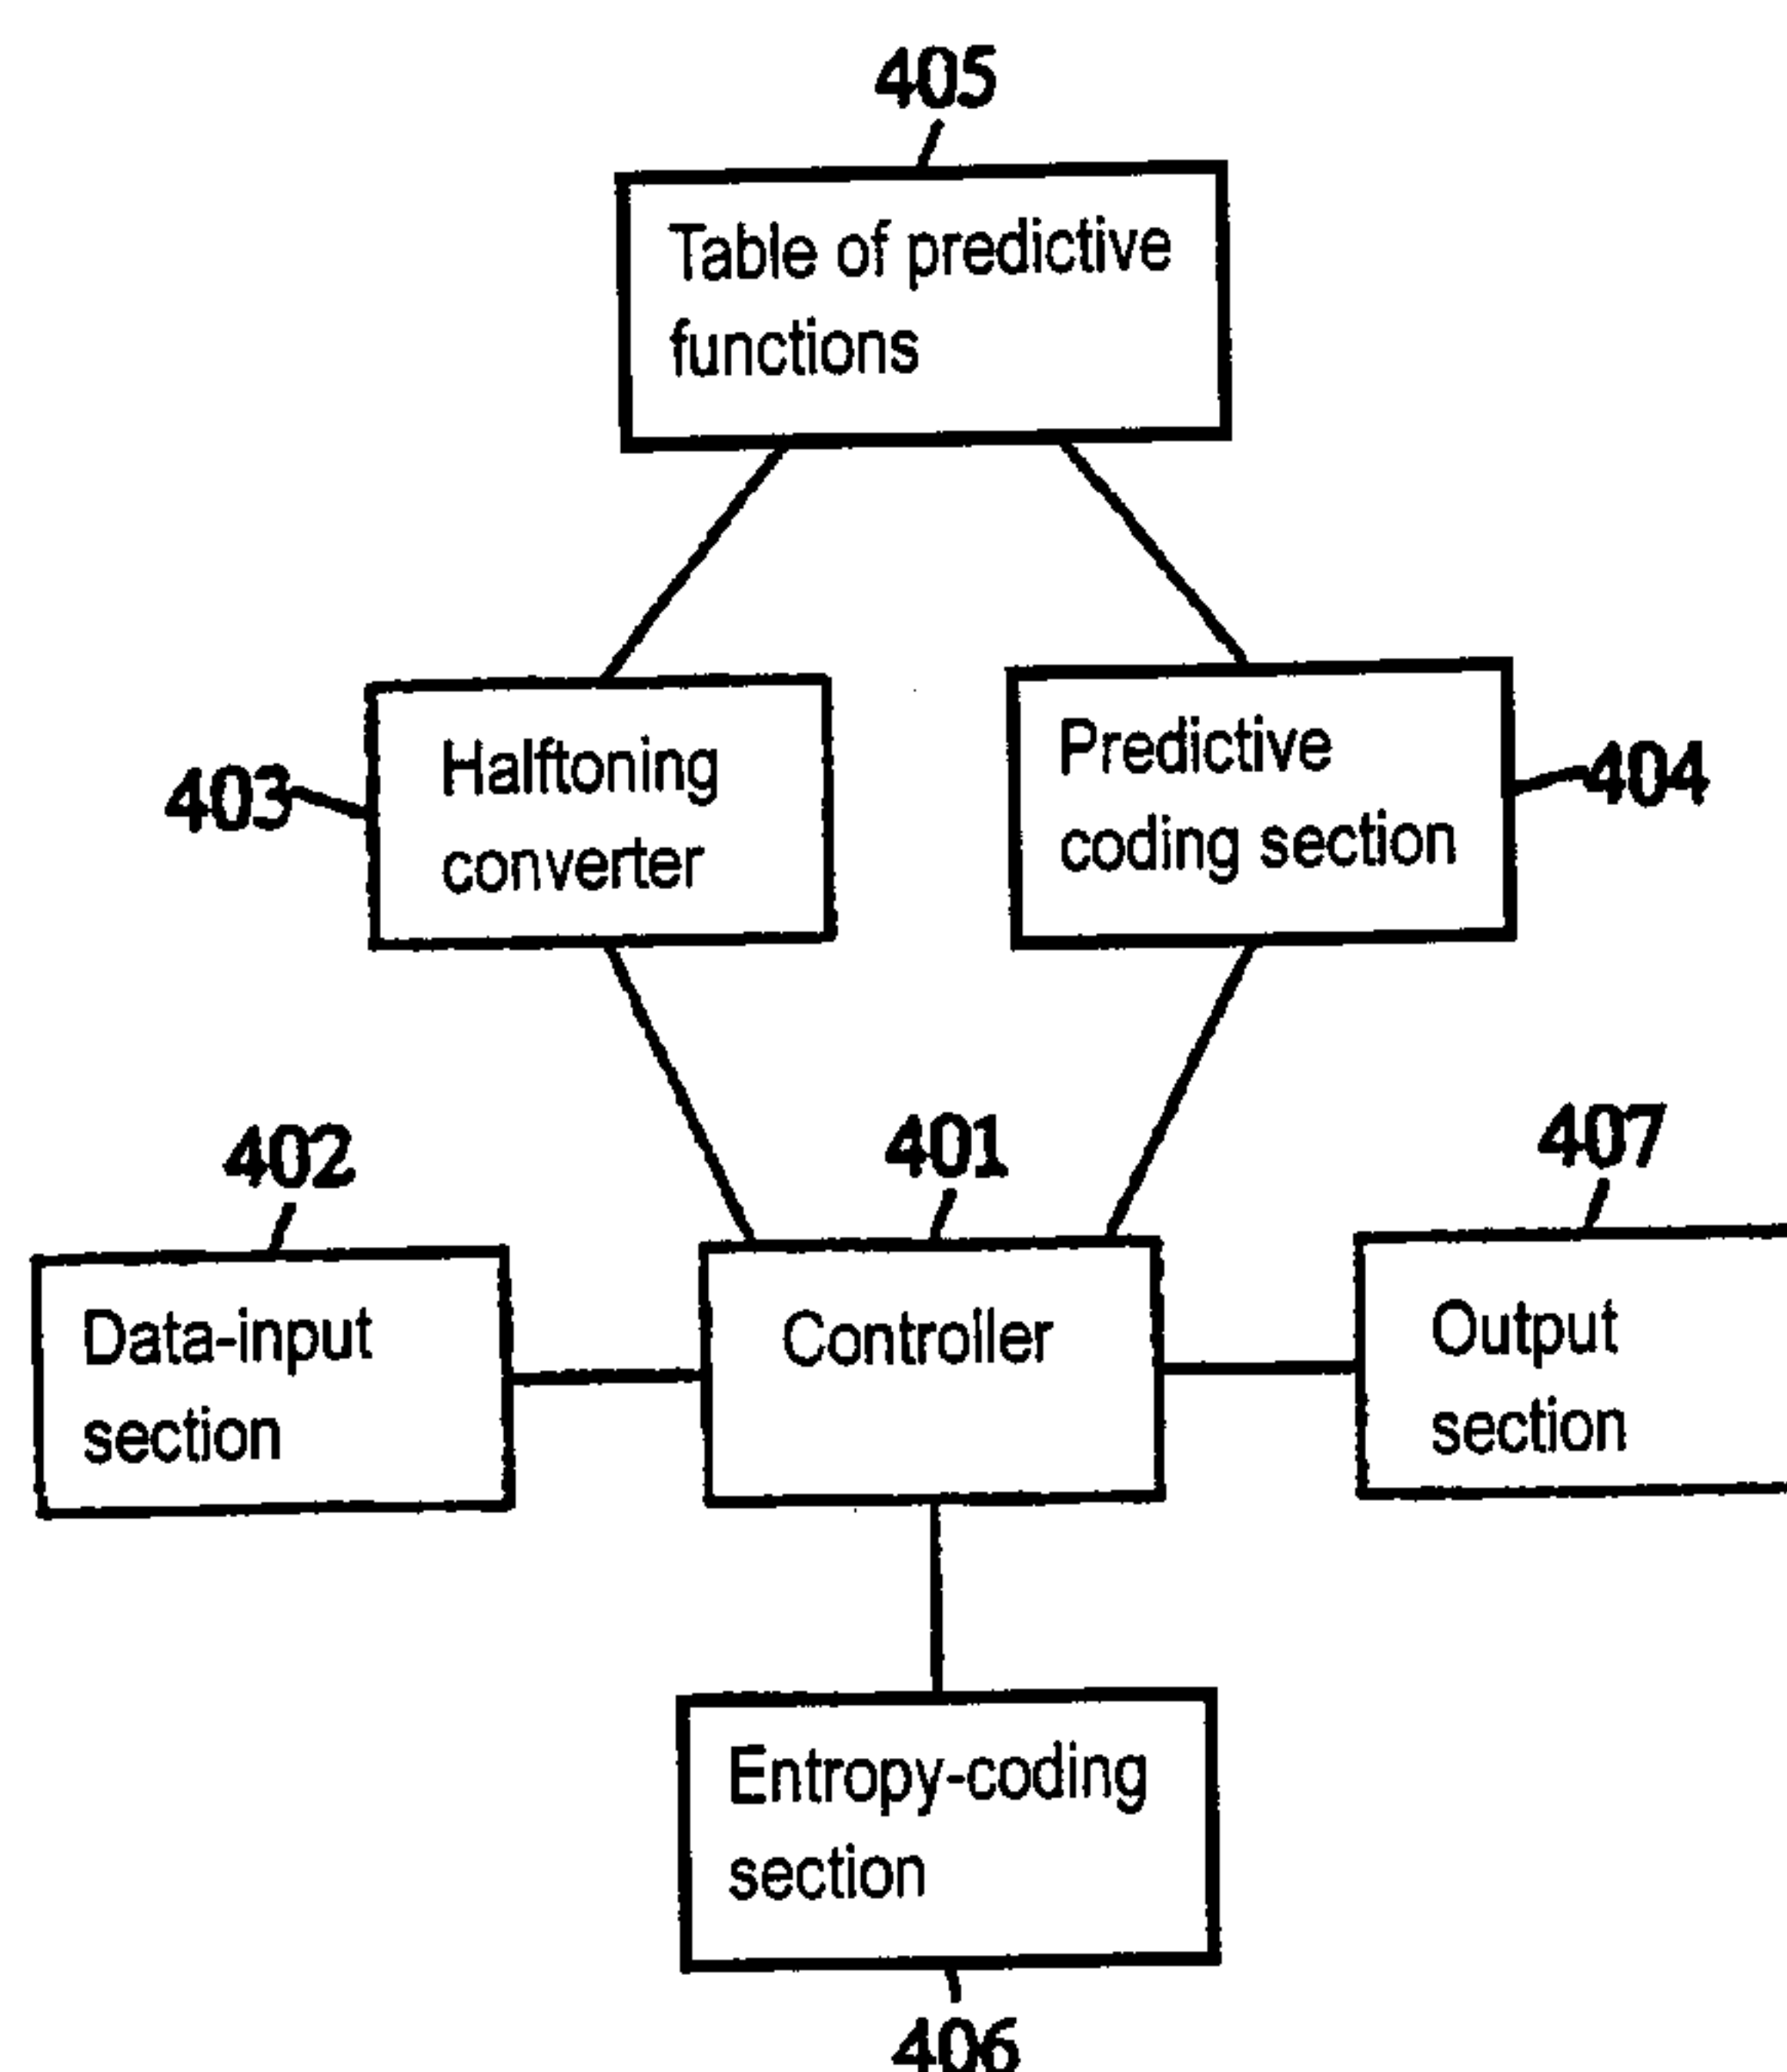 405
Table of predictive
functions
403
Halftoning
converter
Predictive
coding section
404
402
401
407
Data-input
section
Controller
Output
section
Entropy-coding
section
406